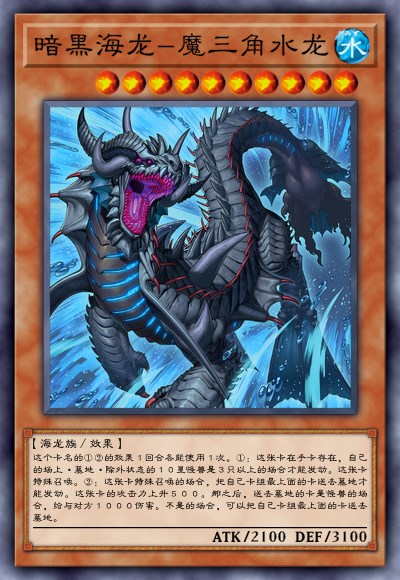 暗黑海龙-魔三角水龙
水
【海龙族/效果】
这个卡名的①②的效果1回合各能使用1次。①:这张卡在手卡存在,自己
的场上·墓地·除外状态的10星怪兽是3只以上的场合才能发动。这张卡
特殊召唤。②:这张卡特殊召唤的场合,把自己卡组最上面的卡送去墓地才
能发动。这张卡的攻击力上升500。那之后,送去墓地的卡是怪兽的场
合,给与对方1000伤害。不是的场合,可以把自己卡组最上面的卡送去
墓地。
ATK/2100 DEF/3100